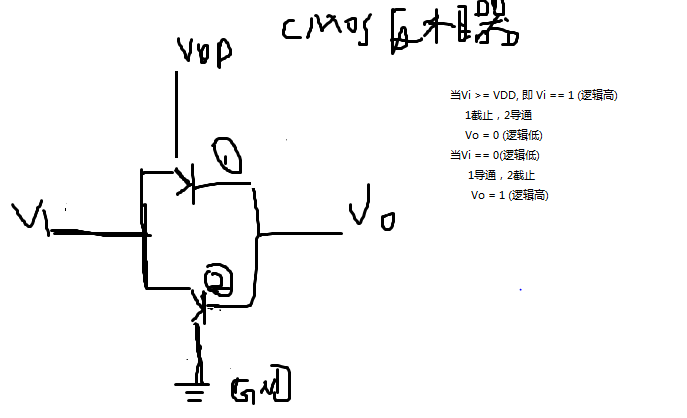 CMOS反相器
VDD
①
Vi
Vo
②
GND
当Vi >= VDD, 即 Vi == 1 (逻辑高)
1截止，2导通
Vo = 0 (逻辑低)
当Vi == 0(逻辑低)
1导通，2截止
Vo = 1 (逻辑高)